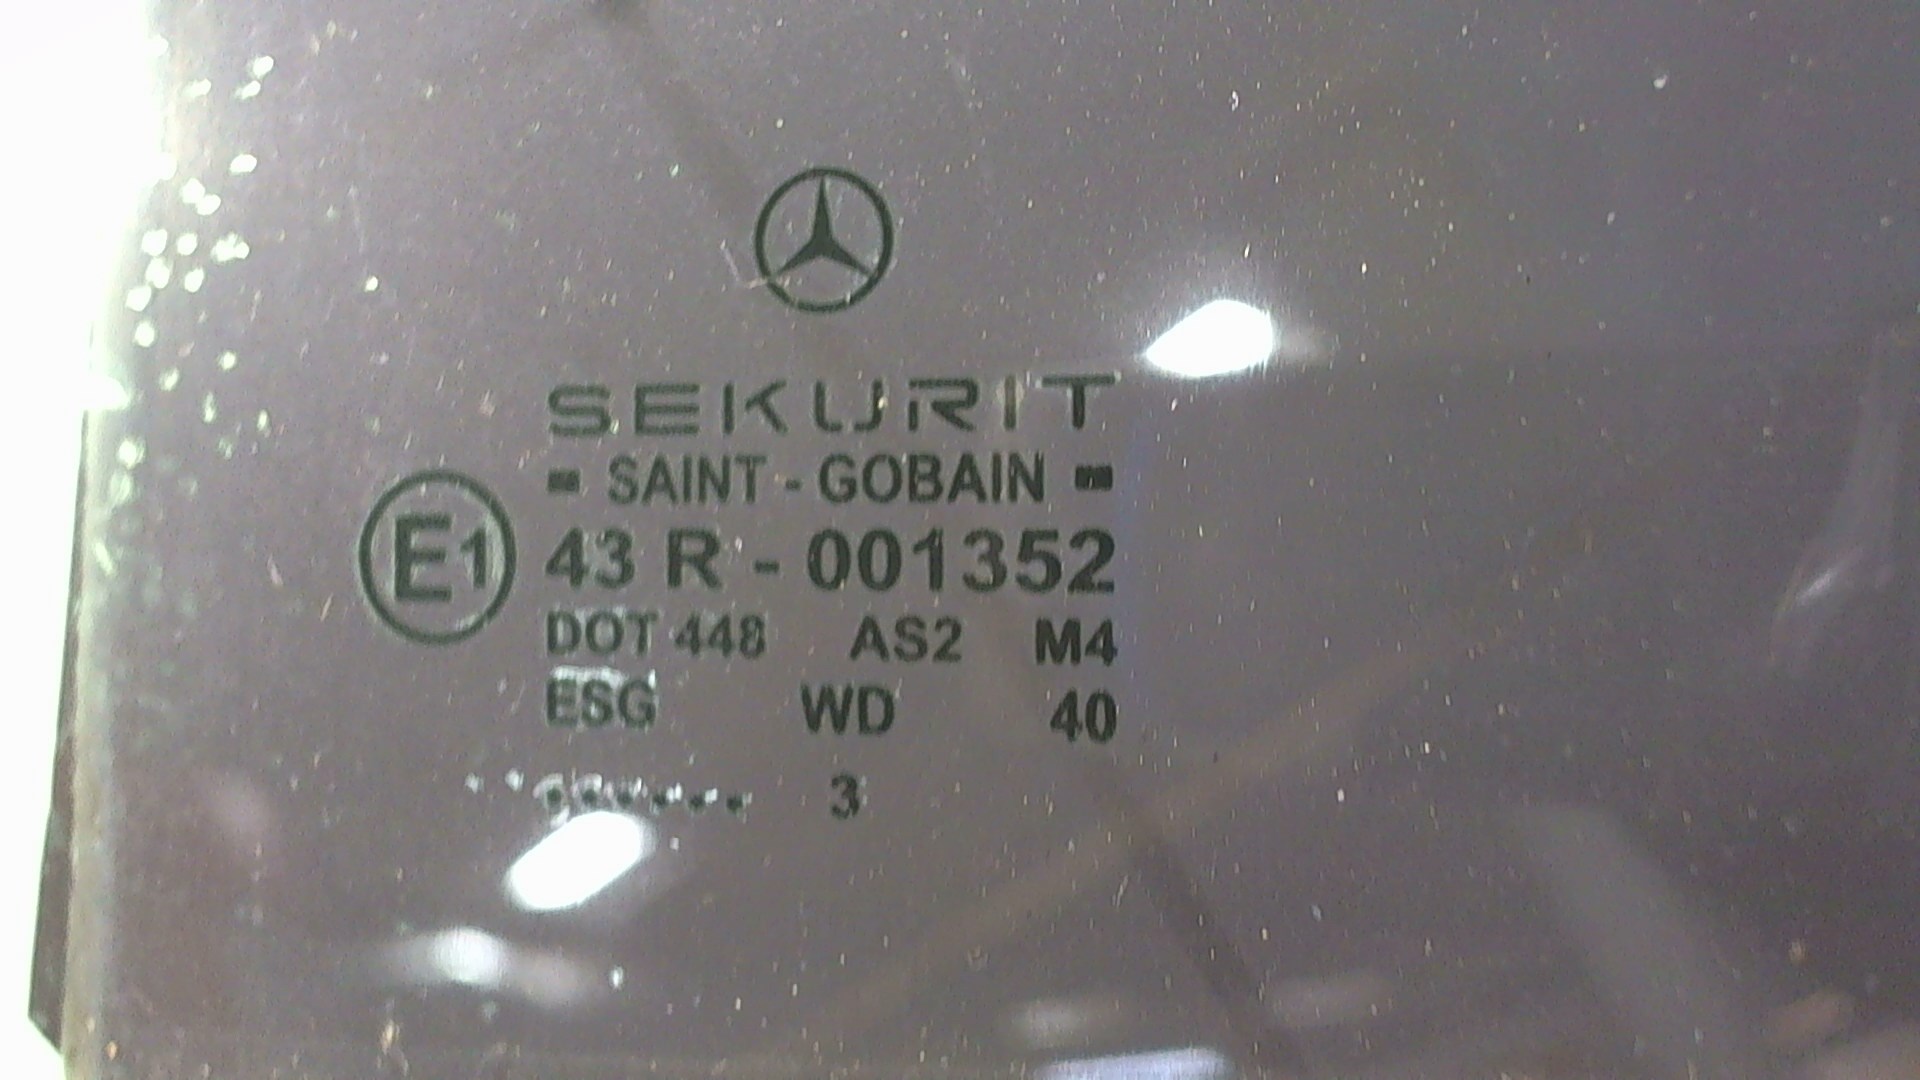 SEKURIT
- SAINT - GOBAIN -
E1 43 R - 001352
DOT 448 AS2 M4
ESG WD 40
...... 3